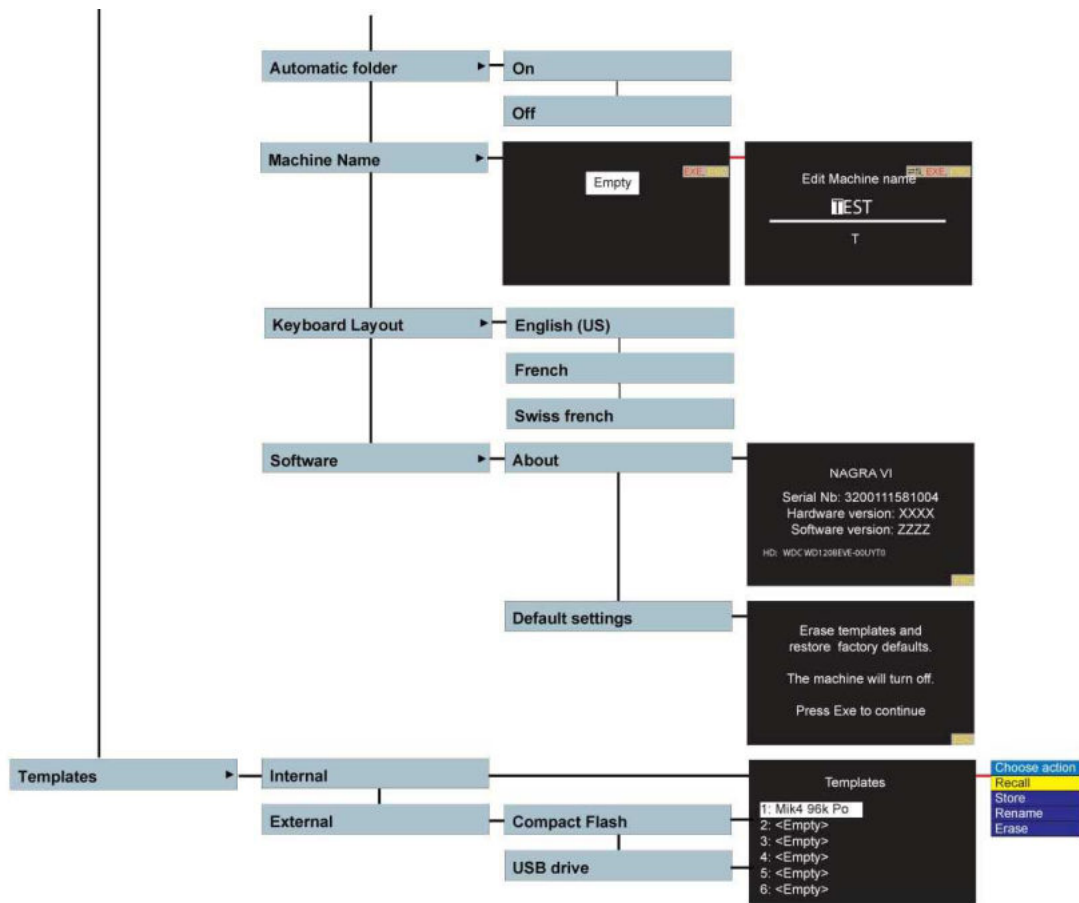 Automatic folder
On
Off
Machine Name
Empty
EXE,
Edit Machine name
EXE,
TEST
T
Keyboard Layout
English (US)
French
Swiss french
Software
About
NAGRA VI
Serial Nb: 3200111581004
Hardware version: XXXX
Software version: ZZZZ
HD: WDC WD1208EVE-00UYT0
Default settings
Erase templates and
restore factory defaults.
The machine will turn off.
Press Exe to continue
Templates
Internal
External
Compact Flash
USB drive
Templates
1: Mik4 96k Po
2: <Empty>
3: <Empty>
4: <Empty>
5: <Empty>
6: <Empty>
Choose action
Recall
Store
Rename
Erase